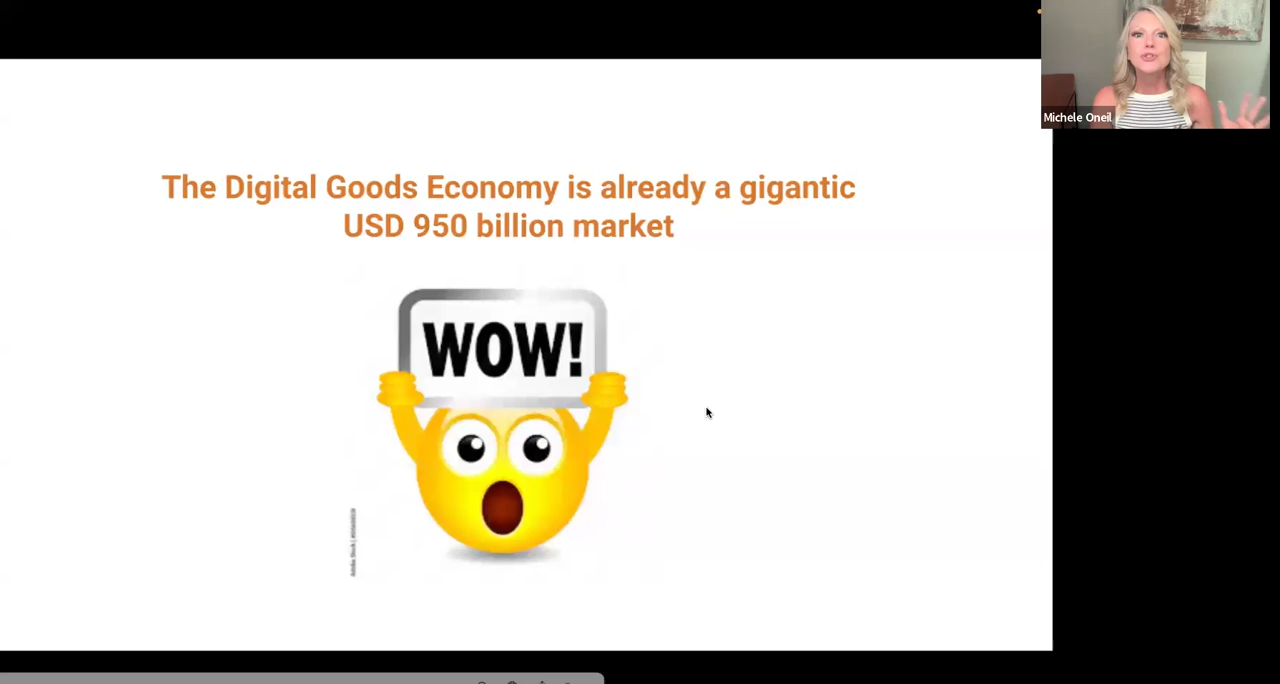 Michele Oneil
The Digital Goods Economy is already a gigantic
USD 950 billion market
WOW!